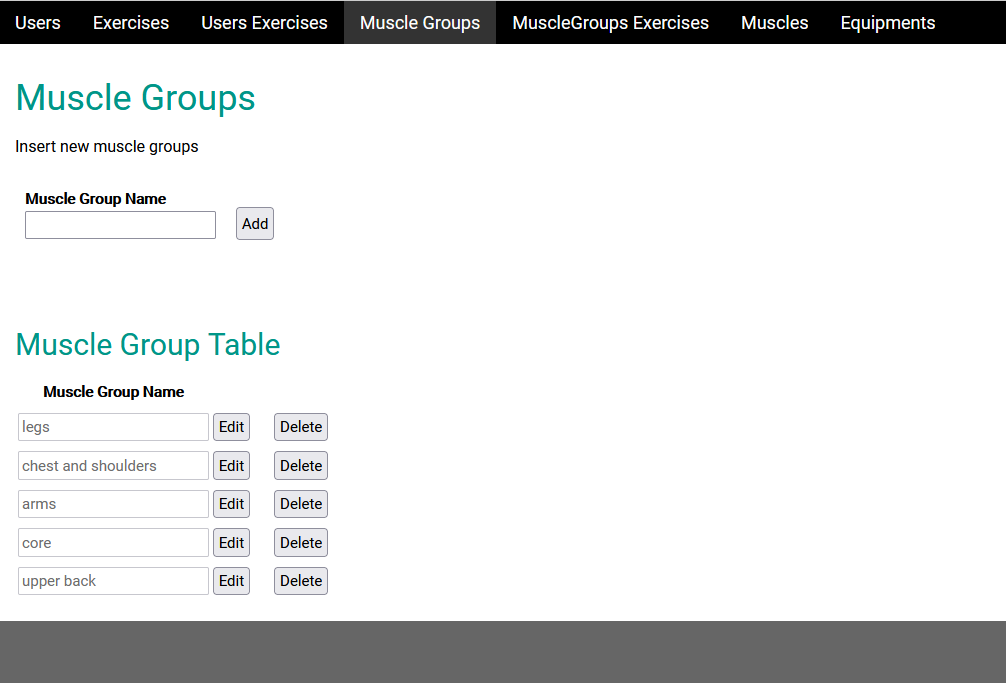 Users Exercises Users Exercises Muscle Groups MuscleGroups Exercises Muscles Equipments
Muscle Groups
Insert new muscle groups
Muscle Group Name
Add
Muscle Group Table
Muscle Group Name
legs Edit Delete
chest and shoulders Edit Delete
arms Edit Delete
core Edit Delete
upper back Edit Delete